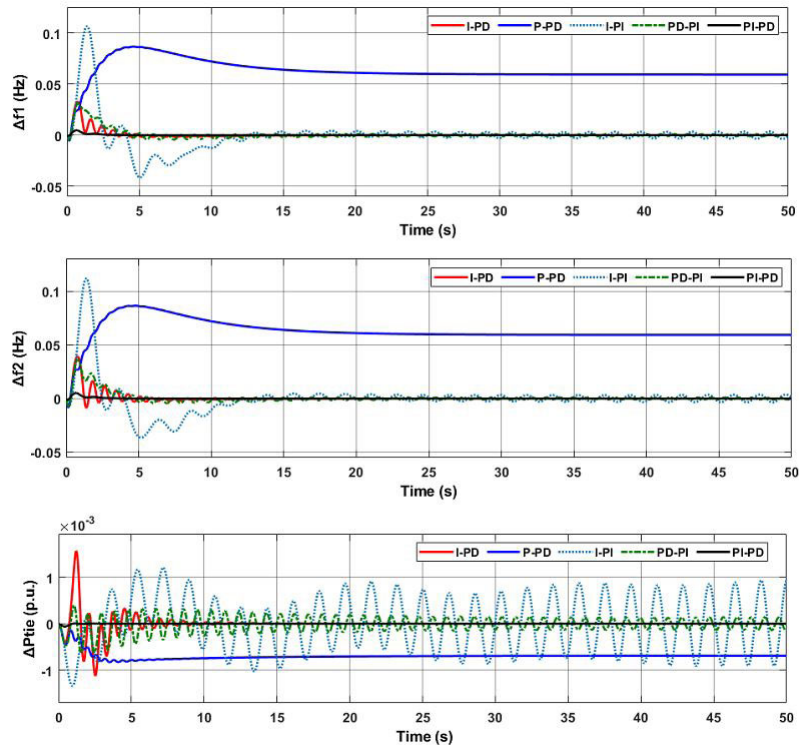 I-PD P-PD I-PI PD-PI PI-PD
0.1
0.05
0
-0.05
Δf1 (Hz)
0 5 10 15 20 25 30 35 40 45 50
Time (s)
I-PD P-PD I-PI PD-PI PI-PD
0.1
0.05
0
-0.05
Δf2 (Hz)
0 5 10 15 20 25 30 35 40 45 50
Time (s)
×10⁻³
I-PD P-PD I-PI PD-PI PI-PD
1
0
-1
ΔPtie (p.u.)
0 5 10 15 20 25 30 35 40 45 50
Time (s)